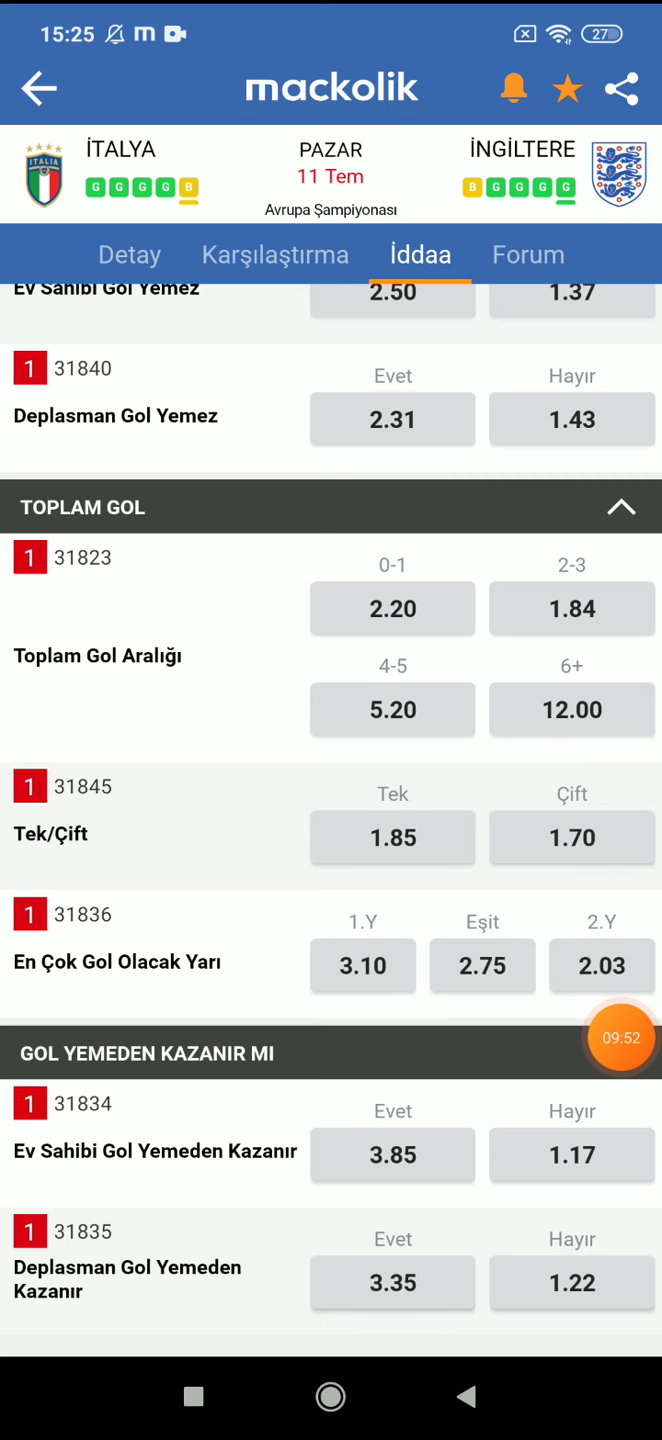 15:25 m 27
mackolik
İTALYA PAZAR İNGİLTERE
G G G G B 11 Tem B G G G G
Avrupa Şampiyonası
ITALIA
Detay Karşılaştırma İddaa Forum
Ev Sahibi Gol Yemez 2.50 1.37
1 31840 Evet Hayır
Deplasman Gol Yemez 2.31 1.43
TOPLAM GOL
1 31823 0-1 2-3
2.20 1.84
Toplam Gol Aralığı
4-5 6+
5.20 12.00
1 31845 Tek Çift
Tek/Çift 1.85 1.70
1 31836 1.Y Eşit 2.Y
En Çok Gol Olacak Yarı 3.10 2.75 2.03
09:52
GOL YEMEDEN KAZANIR MI
1 31834 Evet Hayır
Ev Sahibi Gol Yemeden Kazanır 3.85 1.17
1 31835 Evet Hayır
Deplasman Gol Yemeden
Kazanır 3.35 1.22